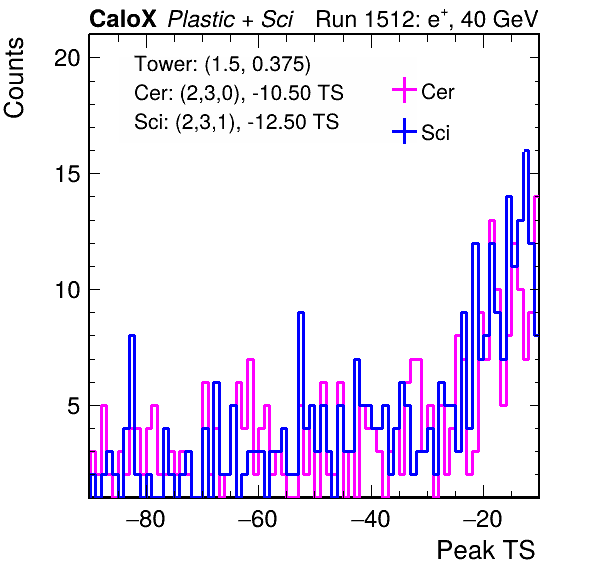 CaloX Plastic + Sci Run 1512: e+, 40 GeV
Tower: (1.5, 0.375)
Cer: (2,3,0), -10.50 TS
Sci: (2,3,1), -12.50 TS
Cer
Sci
Counts
20
15
10
5
−80 −60 −40 −20
Peak TS